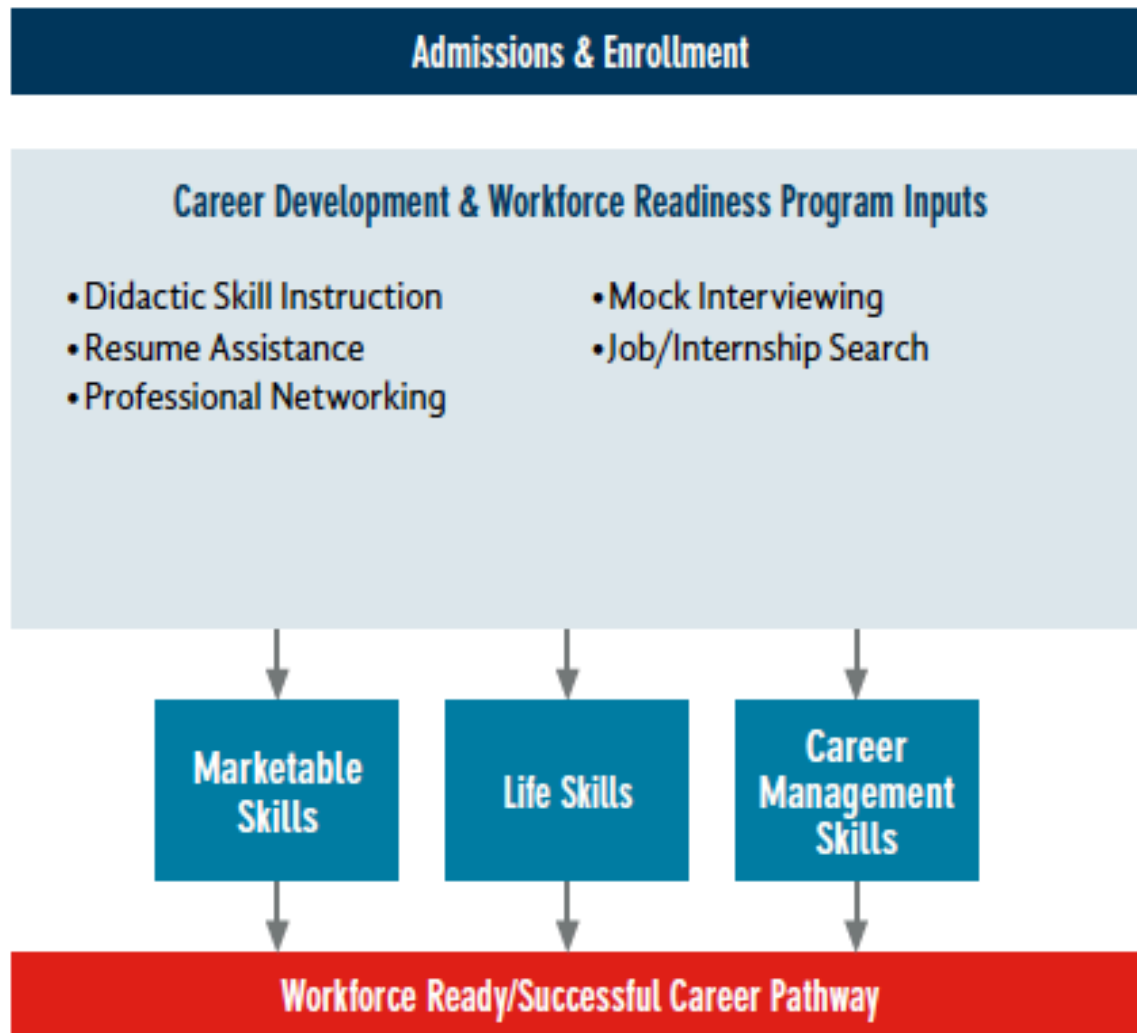 Admissions & Enrollment
Career Development & Workforce Readiness Program Inputs
•Didactic Skill Instruction
•Resume Assistance
•Professional Networking
•Mock Interviewing
•Job/Internship Search
Marketable
Skills
Life Skills
Career
Management
Skills
Workforce Ready/Successful Career Pathway